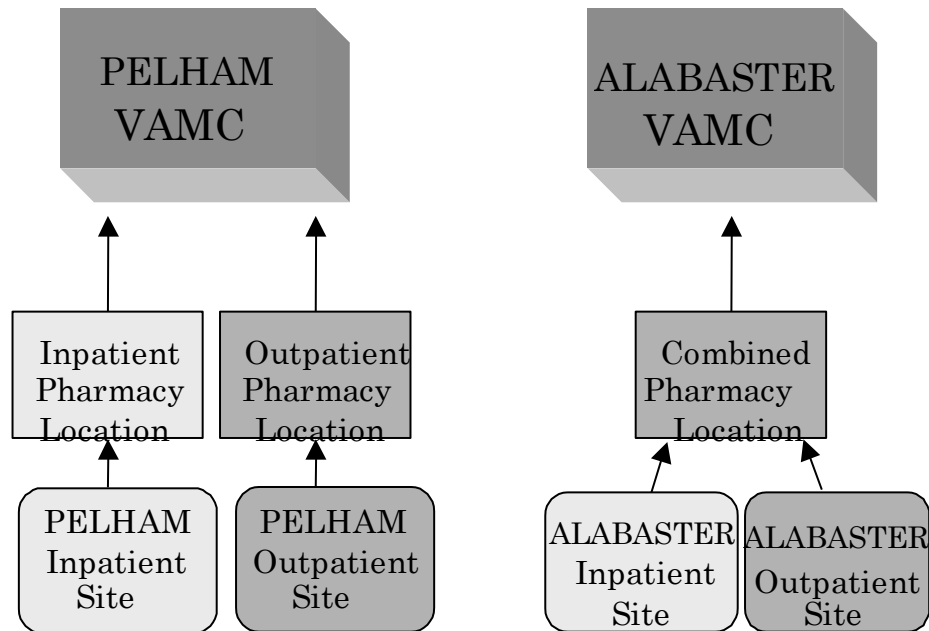 PELHAM
VAMC
ALABASTER
VAMC
Inpatient
Pharmacy
Location
Outpatient
Pharmacy
Location
Combined
Pharmacy
Location
PELHAM
Inpatient
Site
PELHAM
Outpatient
Site
ALABASTER
Inpatient
Site
ALABASTER
Outpatient
Site